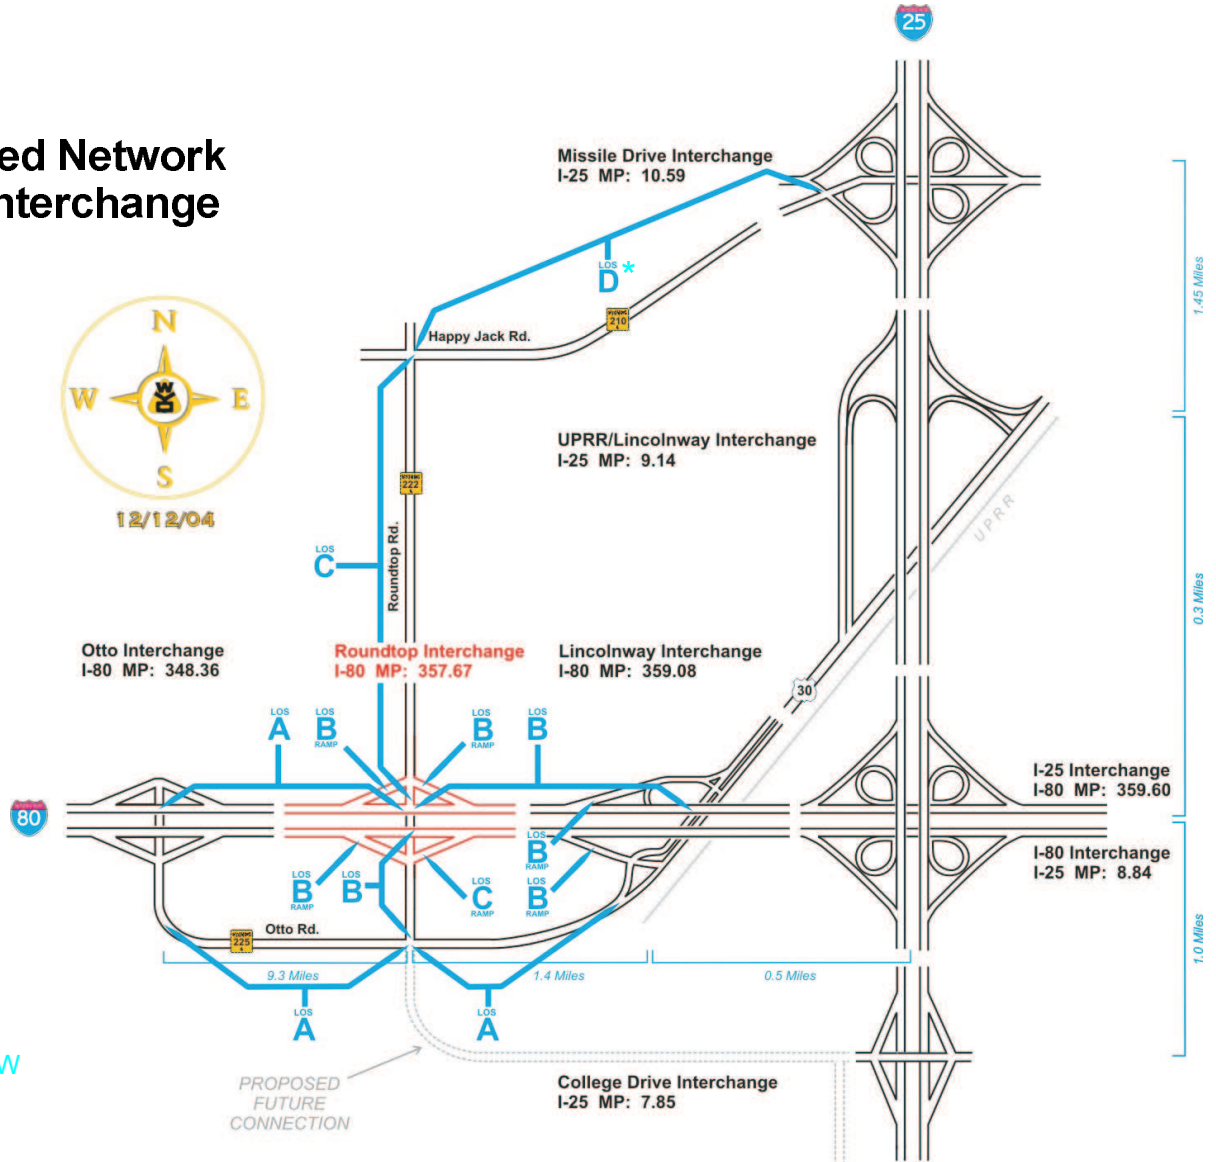 25
ed Network
nterchange
Missile Drive Interchange
I-25 MP: 10.59
1.45 Miles
LOS
D*
N
W
E
S
WYO
12/12/04
210
Happy Jack Rd.
UPRR/Lincolnway Interchange
I-25 MP: 9.14
222
UPRR
LOS
C
Roundtop Rd.
0.3 Miles
Otto Interchange
I-80 MP: 348.36
Roundtop Interchange
I-80 MP: 357.67
Lincolnway Interchange
I-80 MP: 359.08
30
LOS
A
LOS
B
RAMP
LOS
B
RAMP
LOS
B
I-25 Interchange
I-80 MP: 359.60
80
LOS
B
RAMP
I-80 Interchange
I-25 MP: 8.84
LOS
B
RAMP
LOS
B
LOS
C
RAMP
LOS
B
RAMP
Otto Rd.
225
1.0 Miles
9.3 Miles
1.4 Miles
0.5 Miles
LOS
A
LOS
A
w
PROPOSED
FUTURE
CONNECTION
College Drive Interchange
I-25 MP: 7.85